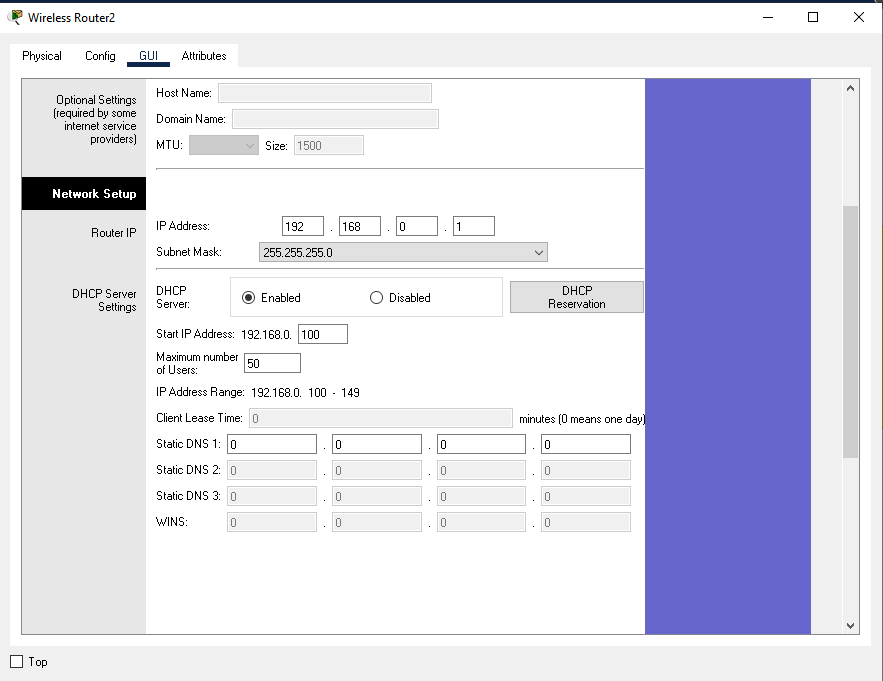 Wireless Router2
Physical Config GUI Attributes
Optional Settings
(required by some
internet service
providers)
Host Name:
Domain Name:
MTU: Size: 1500
Network Setup
Router IP
IP Address: 192 . 168 . 0 . 1
Subnet Mask: 255.255.255.0
DHCP Server
Settings
DHCP
Server:
Enabled Disabled
DHCP
Reservation
Start IP Address: 192.168.0. 100
Maximum number
of Users:
50
IP Address Range: 192.168.0. 100 - 149
Client Lease Time: 0 minutes (0 means one day)
Static DNS 1: 0 . 0 . 0 . 0
Static DNS 2: 0 . 0 . 0 . 0
Static DNS 3: 0 . 0 . 0 . 0
WINS: 0 . 0 . 0 . 0
Top